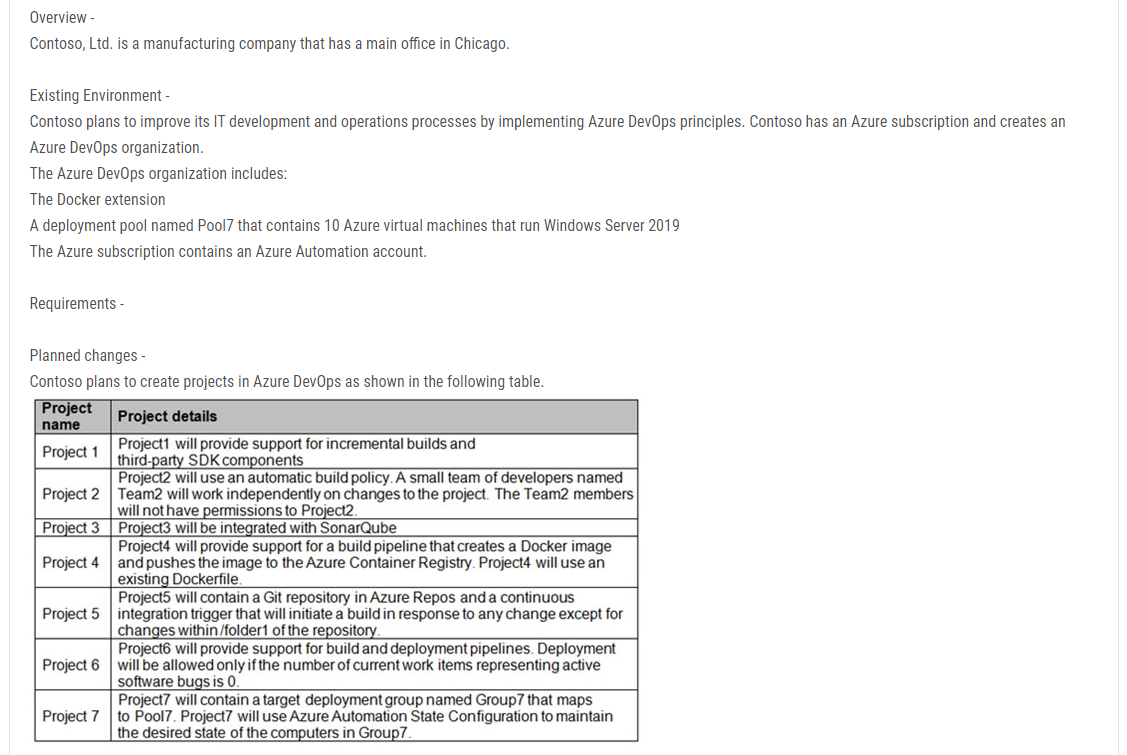 Overview -
Contoso, Ltd. is a manufacturing company that has a main office in Chicago.
Existing Environment -
Contoso plans to improve its IT development and operations processes by implementing Azure DevOps principles. Contoso has an Azure subscription and creates an
Azure DevOps organization.
The Azure DevOps organization includes:
The Docker extension
A deployment pool named Pool7 that contains 10 Azure virtual machines that run Windows Server 2019
The Azure subscription contains an Azure Automation account.
Requirements -
Planned changes -
Contoso plans to create projects in Azure DevOps as shown in the following table.
Project
name
Project details
Project 1
Project1 will provide support for incremental builds and
third-party SDK components
Project 2
Project2 will use an automatic build policy. A small team of developers named
Team2 will work independently on changes to the project. The Team2 members
will not have permissions to Project2.
Project 3
Project3 will be integrated with SonarQube
Project 4
Project4 will provide support for a build pipeline that creates a Docker image
and pushes the image to the Azure Container Registry. Project4 will use an
existing Dockerfile.
Project 5
Project5 will contain a Git repository in Azure Repos and a continuous
integration trigger that will initiate a build in response to any change except for
changes within /folder1 of the repository.
Project 6
Project6 will provide support for build and deployment pipelines. Deployment
will be allowed only if the number of current work items representing active
software bugs is 0.
Project 7
Project7 will contain a target deployment group named Group7 that maps
to Pool7. Project7 will use Azure Automation State Configuration to maintain
the desired state of the computers in Group7.